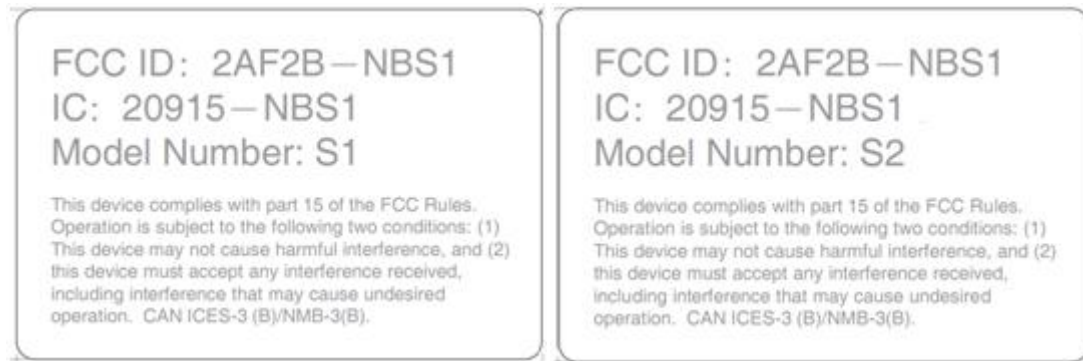 FCC ID: 2AF2B－NBS1
IC: 20915－NBS1
Model Number: S1
This device complies with part 15 of the FCC Rules.
Operation is subject to the following two conditions: (1)
This device may not cause harmful interference, and (2)
this device must accept any interference received,
including interference that may cause undesired
operation. CAN ICES-3 (B)/NMB-3(B).
FCC ID: 2AF2B－NBS1
IC: 20915－NBS1
Model Number: S2
This device complies with part 15 of the FCC Rules.
Operation is subject to the following two conditions: (1)
This device may not cause harmful interference, and (2)
this device must accept any interference received,
including interference that may cause undesired
operation. CAN ICES-3 (B)/NMB-3(B).